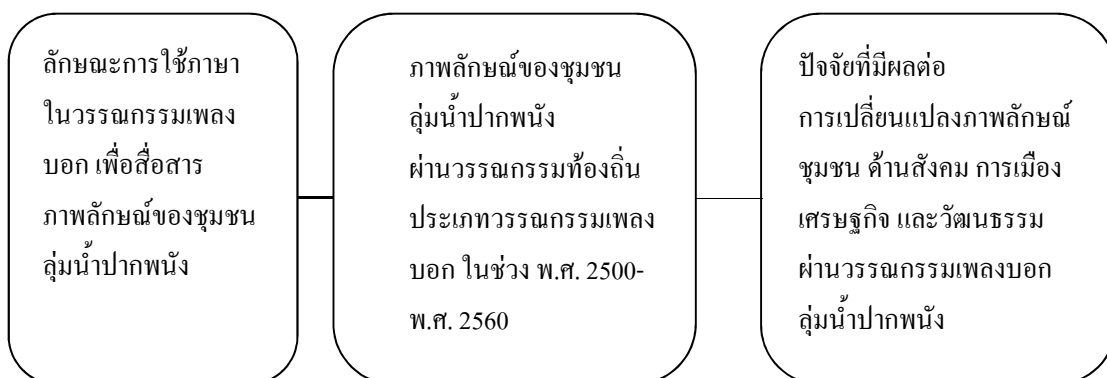 ลักษณะการใช้ภาษา
ในวรรณกรรมเพลง
บอก เพื่อสื่อสาร
ภาพลักษณ์ของชุมชน
ลุ่มน้ำปากพนัง
ภาพลักษณ์ของชุมชน
ลุ่มน้ำปากพนัง
ผ่านวรรณกรรมท้องถิ่น
ประเภทวรรณกรรมเพลง
บอก ในช่วง พ.ศ. 2500-
พ.ศ. 2560
ปัจจัยที่มีผลต่อ
การเปลี่ยนแปลงภาพลักษณ์
ชุมชน ด้านสังคม การเมือง
เศรษฐกิจ และวัฒนธรรม
ผ่านวรรณกรรมเพลงบอก
ลุ่มน้ำปากพนัง